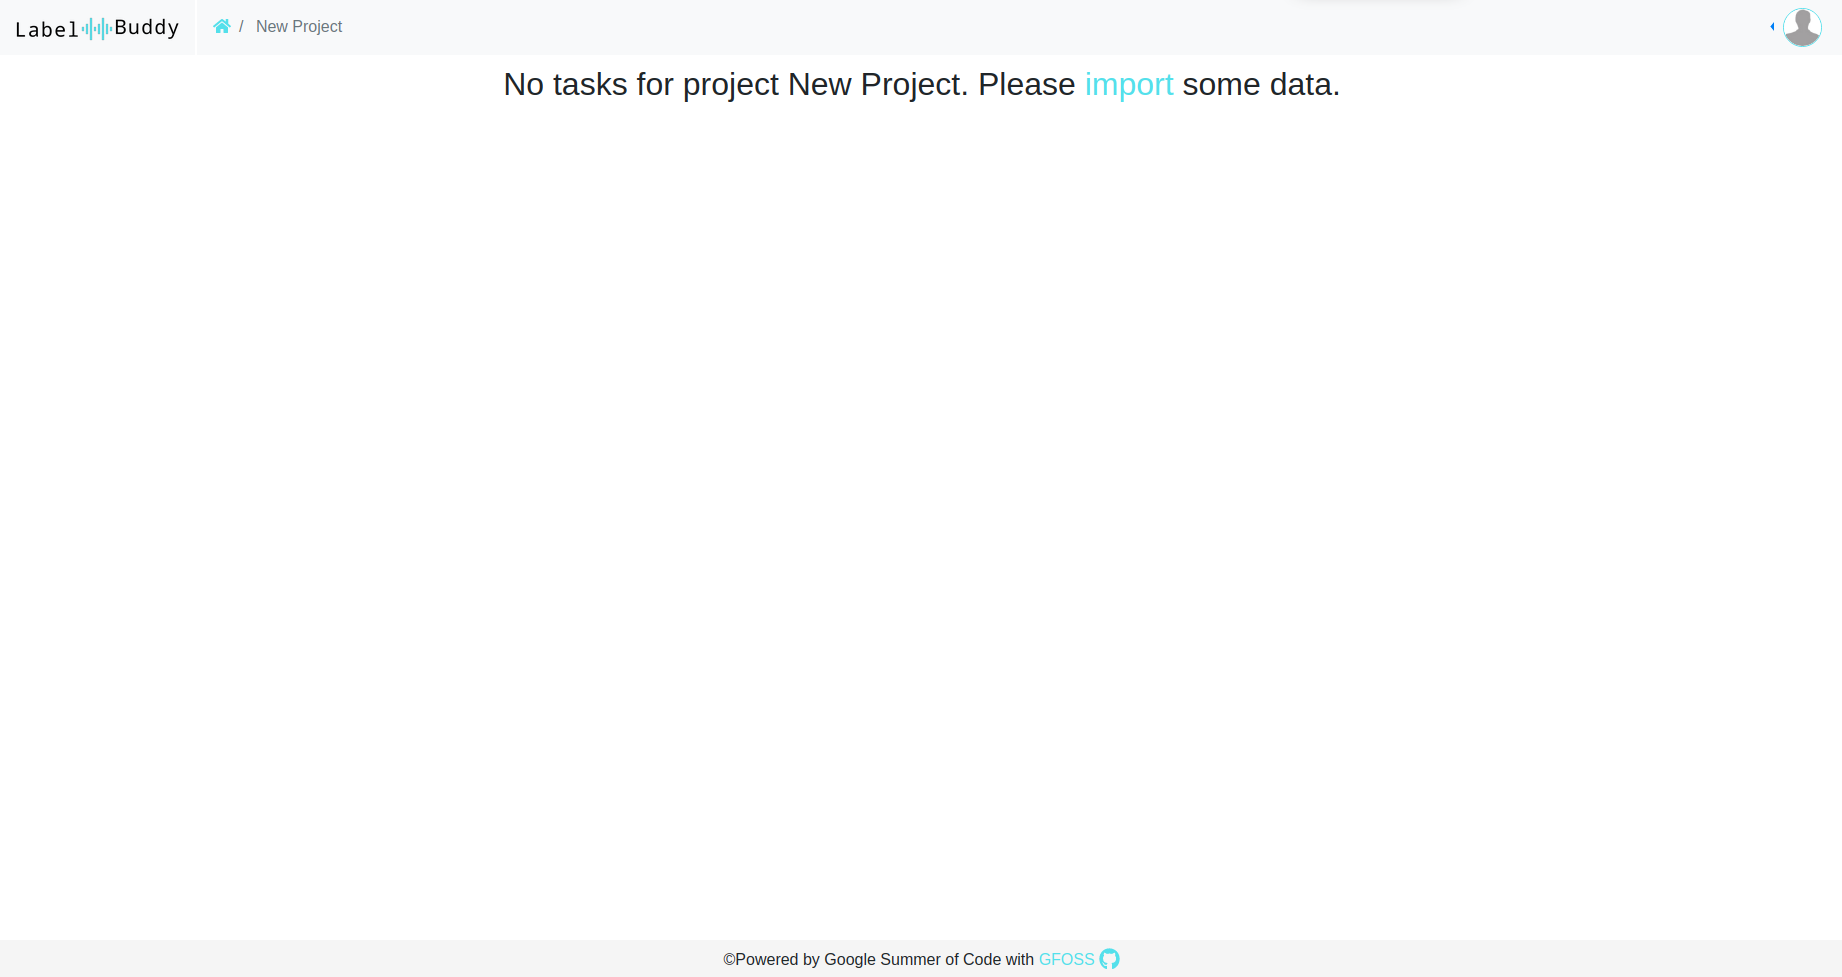 Label Buddy
/ New Project
No tasks for project New Project. Please import some data.
©Powered by Google Summer of Code with GFOSS